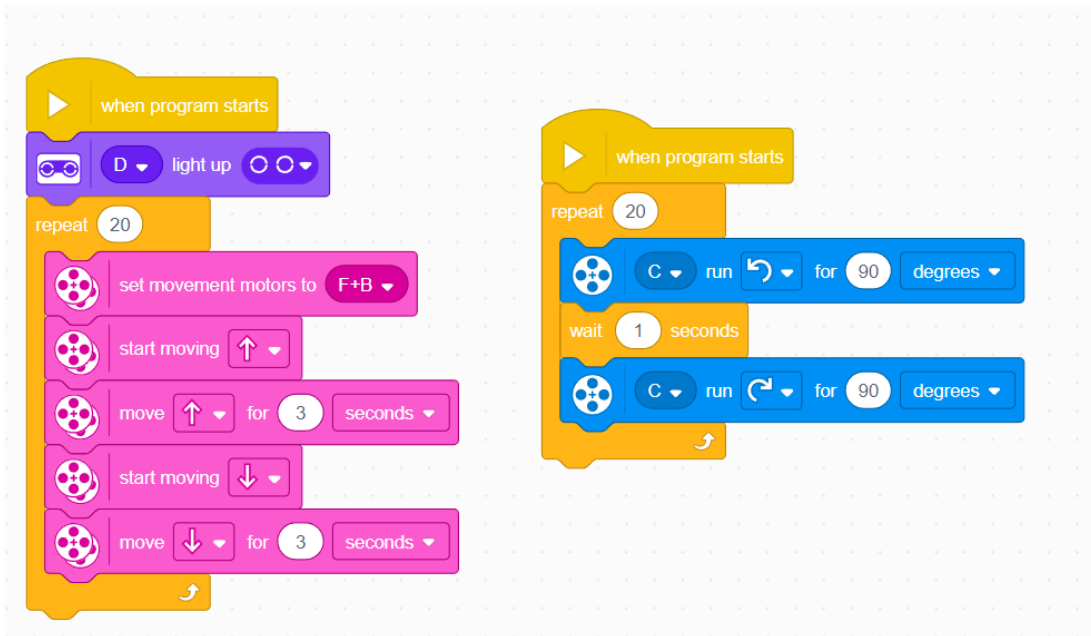 when program starts
D light up
repeat 20
set movement motors to F+B
start moving
move for 3 seconds
start moving
move for 3 seconds
when program starts
repeat 20
C run for 90 degrees
wait 1 seconds
C run for 90 degrees